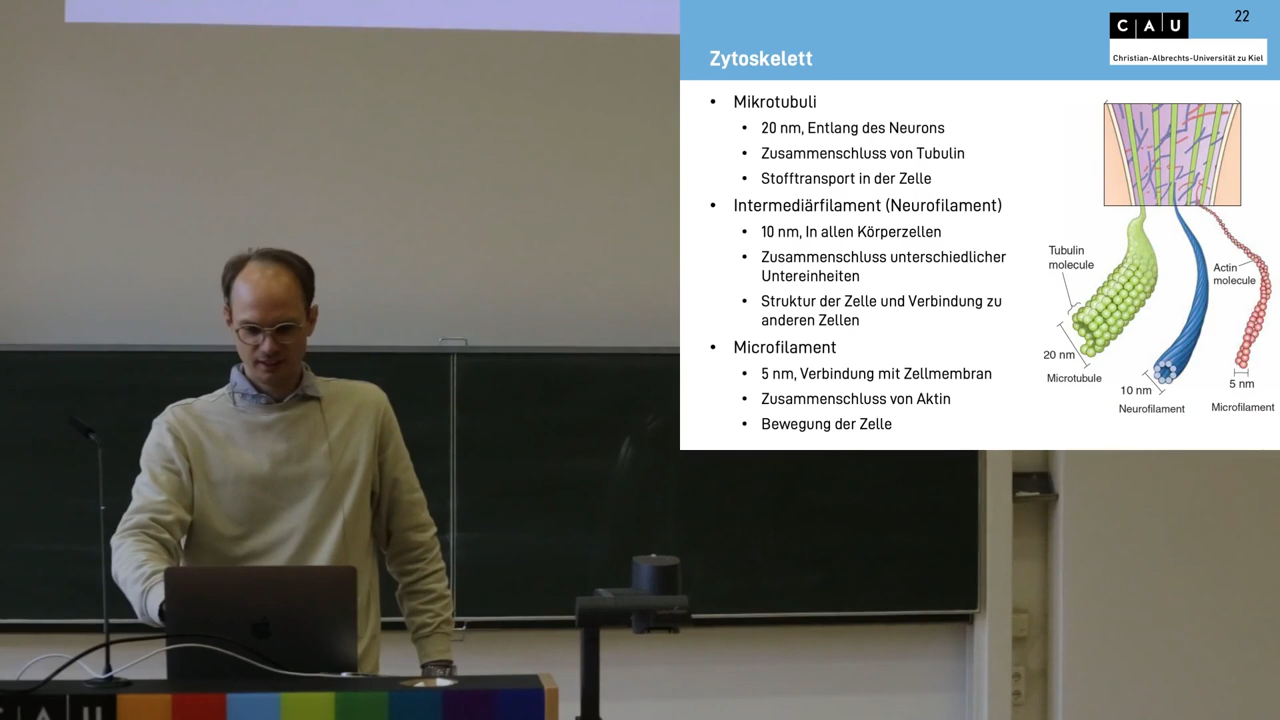 22
C A U
Christian-Albrechts-Universität zu Kiel
Zytoskelett
• Mikrotubuli
• 20 nm, Entlang des Neurons
• Zusammenschluss von Tubulin
• Stofftransport in der Zelle
• Intermediärfilament (Neurofilament)
• 10 nm, In allen Körperzellen
• Zusammenschluss unterschiedlicher
Untereinheiten
• Struktur der Zelle und Verbindung zu
anderen Zellen
• Microfilament
• 5 nm, Verbindung mit Zellmembran
• Zusammenschluss von Aktin
• Bewegung der Zelle
Tubulin
molecule
20 nm
Microtubule
10 nm
Neurofilament
Actin
molecule
5 nm
Microfilament
C A U